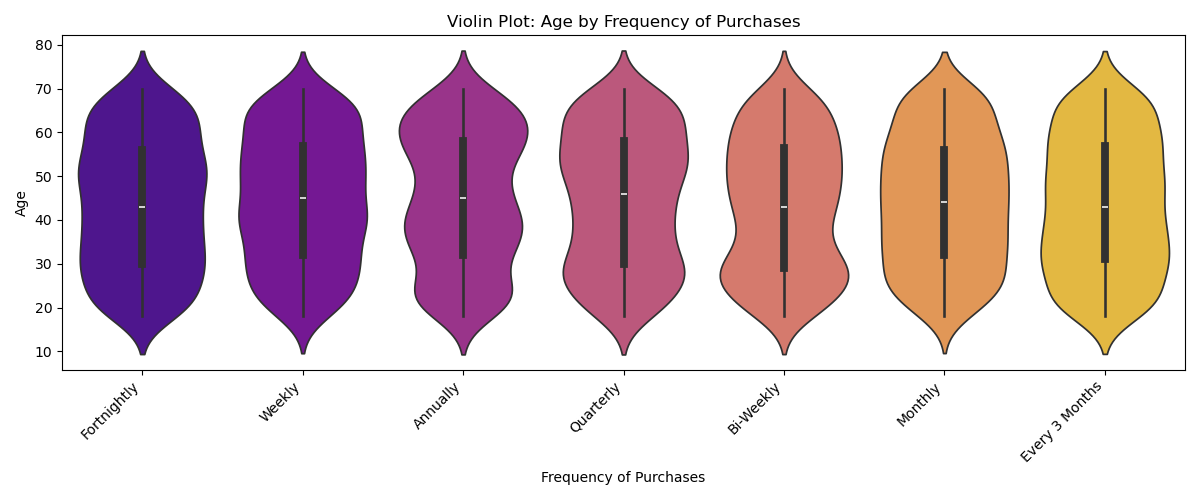 Violin Plot: Age by Frequency of Purchases
80
70
60
50
40
30
20
10
Age
Fortnightly
Weekly
Annually
Quarterly
Bi-Weekly
Monthly
Every 3 Months
Frequency of Purchases